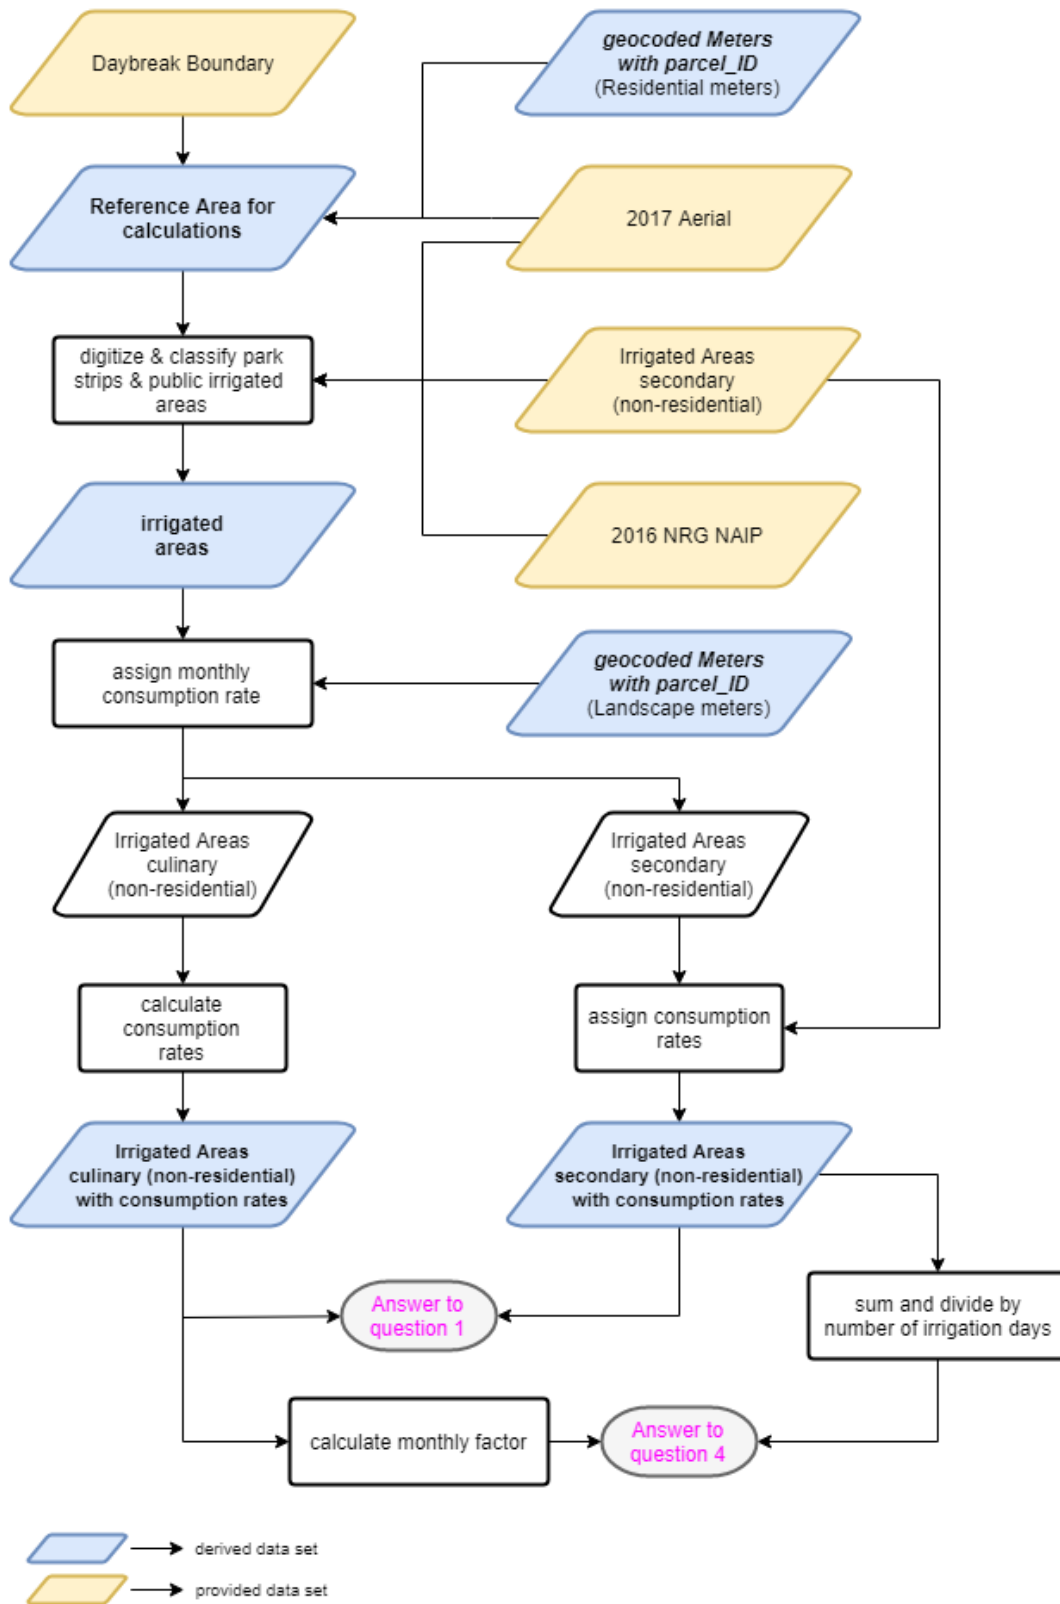 Daybreak Boundary
geocoded Meters
with parcel_ID
(Residential meters)
Reference Area for
calculations
2017 Aerial
digitize & classify park
strips & public irrigated
areas
Irrigated Areas
secondary
(non-residential)
irrigated
areas
2016 NRG NAIP
assign monthly
consumption rate
geocoded Meters
with parcel_ID
(Landscape meters)
Irrigated Areas
culinary
(non-residential)
Irrigated Areas
secondary
(non-residential)
calculate
consumption
rates
assign consumption
rates
Irrigated Areas
culinary (non-residential)
with consumption rates
Irrigated Areas
secondary (non-residential)
with consumption rates
Answer to
question 1
sum and divide by
number of irrigation days
calculate monthly factor
Answer to
question 4
derived data set
provided data set